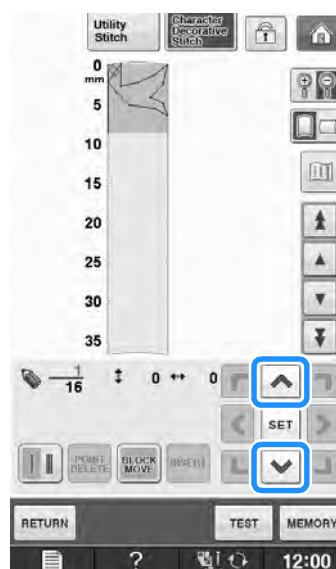 Utility Stitch
Character Decorative Stitch
0
mm
5
10
15
20
25
30
35
1
16
0
0
SET
POINT DELETE
BLOCK MOVE
INSERT
RETURN
TEST
MEMORY
?
12:00